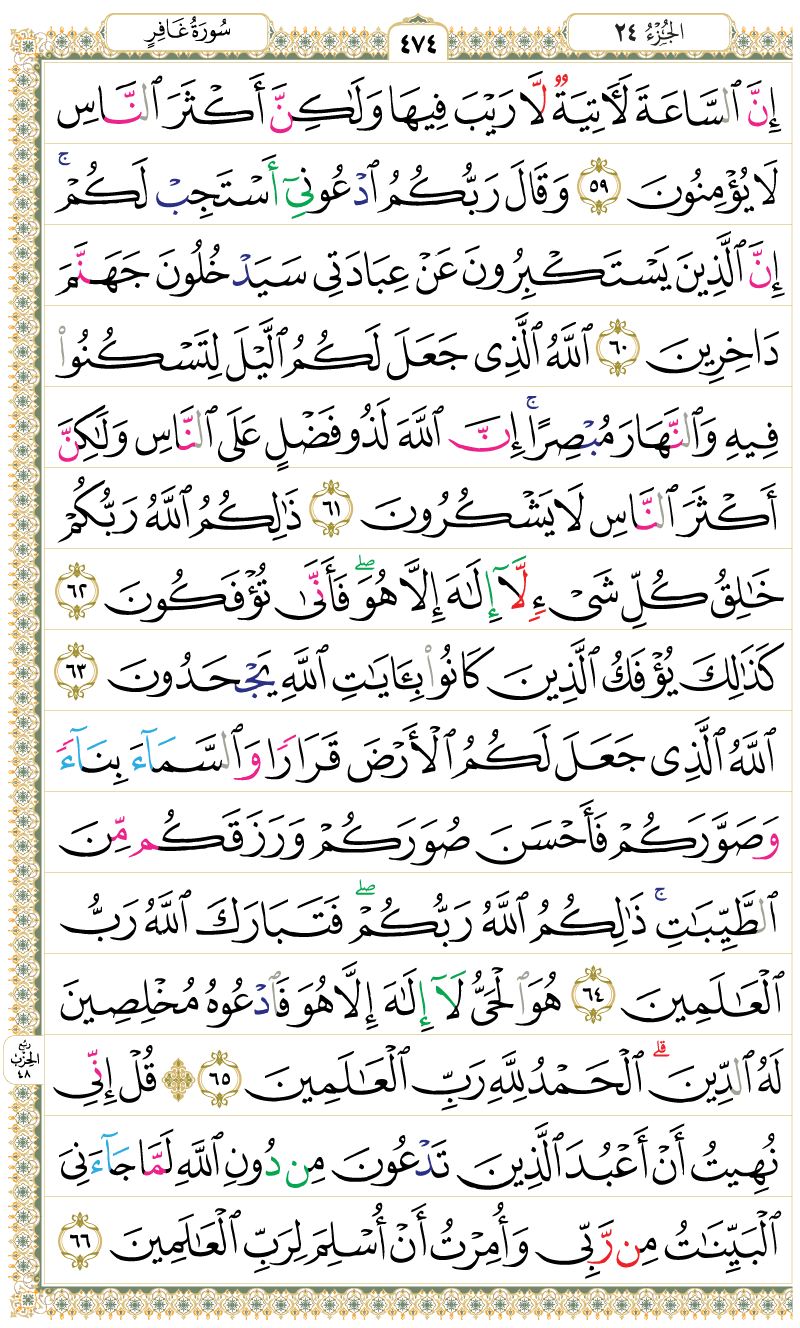 الجُزْءُ ٢٤
٤٧٤
سُورَةُ غَافِرٍ
إِنَّ ٱلسَّاعَةَ لَـَٔاتِيَةٌ لَّا رَيْبَ فِيهَا وَلَـٰكِنَّ أَكْثَرَ ٱلنَّاسِ
لَا يُؤْمِنُونَ ٥٩ وَقَالَ رَبُّكُمُ ٱدْعُونِىٓ أَسْتَجِبْ لَكُمْ ۚ
إِنَّ ٱلَّذِينَ يَسْتَكْبِرُونَ عَنْ عِبَادَتِى سَيَدْخُلُونَ جَهَنَّمَ
دَاخِرِينَ ٦٠ ٱللَّهُ ٱلَّذِى جَعَلَ لَكُمُ ٱلَّيْلَ لِتَسْكُنُوا۟
فِيهِ وَٱلنَّهَارَ مُبْصِرًا ۚ إِنَّ ٱللَّهَ لَذُو فَضْلٍ عَلَى ٱلنَّاسِ وَلَـٰكِنَّ
أَكْثَرَ ٱلنَّاسِ لَا يَشْكُرُونَ ٦١ ذَٰلِكُمُ ٱللَّهُ رَبُّكُمْ
خَـٰلِقُ كُلِّ شَىْءٍ لَّآ إِلَـٰهَ إِلَّا هُوَ ۖ فَأَنَّىٰ تُؤْفَكُونَ ٦٢
كَذَٰلِكَ يُؤْفَكُ ٱلَّذِينَ كَانُوا۟ بِـَٔايَـٰتِ ٱللَّهِ يَجْحَدُونَ ٦٣
ٱللَّهُ ٱلَّذِى جَعَلَ لَكُمُ ٱلْأَرْضَ قَرَارًا وَٱلسَّمَآءَ بِنَآءً
وَصَوَّرَكُمْ فَأَحْسَنَ صُوَرَكُمْ وَرَزَقَكُم مِّنَ
ٱلطَّيِّبَـٰتِ ۚ ذَٰلِكُمُ ٱللَّهُ رَبُّكُمْ ۖ فَتَبَارَكَ ٱللَّهُ رَبُّ
ٱلْعَـٰلَمِينَ ٦٤ هُوَ ٱلْحَىُّ لَآ إِلَـٰهَ إِلَّا هُوَ فَٱدْعُوهُ مُخْلِصِينَ
لَهُ ٱلدِّينَ ۗ ٱلْحَمْدُ لِلَّهِ رَبِّ ٱلْعَـٰلَمِينَ ٦٥ ۞ قُلْ إِنِّى
رُبع الحِزْب ٤٨
نُهِيتُ أَنْ أَعْبُدَ ٱلَّذِينَ تَدْعُونَ مِن دُونِ ٱللَّهِ لَمَّا جَآءَنِىَ
ٱلْبَيِّنَـٰتُ مِن رَّبِّى وَأُمِرْتُ أَنْ أُسْلِمَ لِرَبِّ ٱلْعَـٰلَمِينَ ٦٦